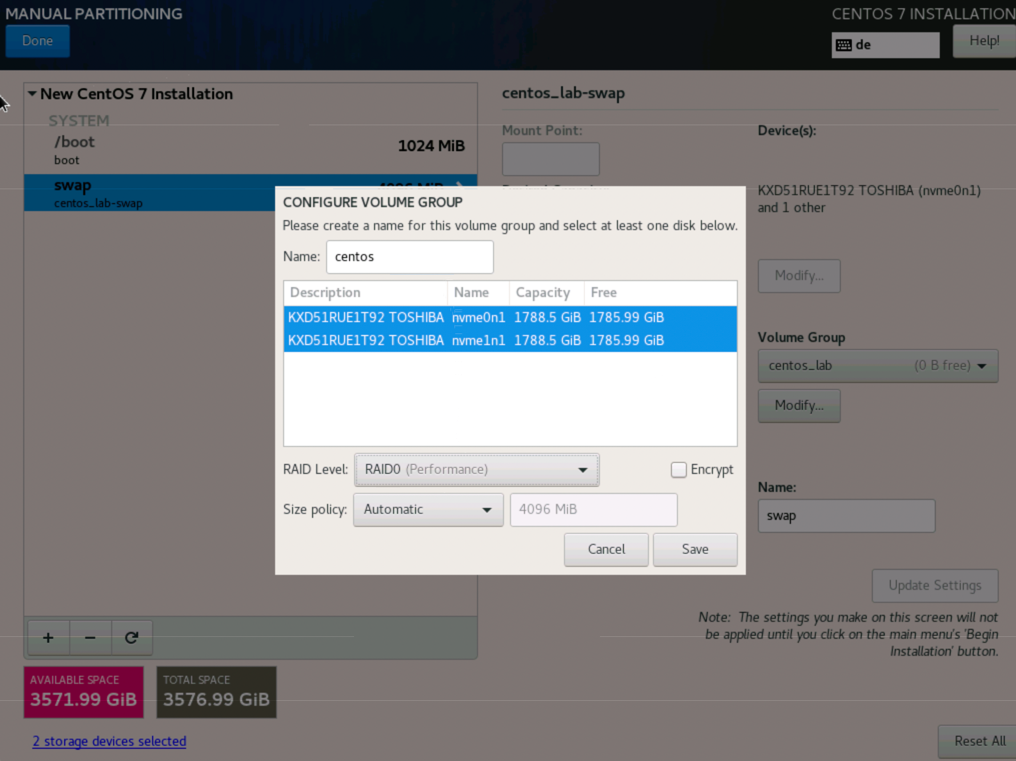 MANUAL PARTITIONING
CENTOS 7 INSTALLATION
Done
de
Help!
New CentOS 7 Installation
SYSTEM
/boot
1024 MiB
boot
swap
centos_lab-swap
centos_lab-swap
Mount Point:
Device(s):
KXD51RUE1T92 TOSHIBA (nvme0n1)
and 1 other
Modify...
Volume Group
centos_lab (0 B free)
Modify...
Name:
swap
Update Settings
Note: The settings you make on this screen will not
be applied until you click on the main menu's 'Begin
Installation' button.
CONFIGURE VOLUME GROUP
Please create a name for this volume group and select at least one disk below.
Name: centos
Description Name Capacity Free
KXD51RUE1T92 TOSHIBA nvme0n1 1788.5 GiB 1785.99 GiB
KXD51RUE1T92 TOSHIBA nvme1n1 1788.5 GiB 1785.99 GiB
RAID Level: RAID0 (Performance) Encrypt
Size policy: Automatic 4096 MiB
Cancel Save
+ −
AVAILABLE SPACE
3571.99 GiB
TOTAL SPACE
3576.99 GiB
2 storage devices selected
Reset All